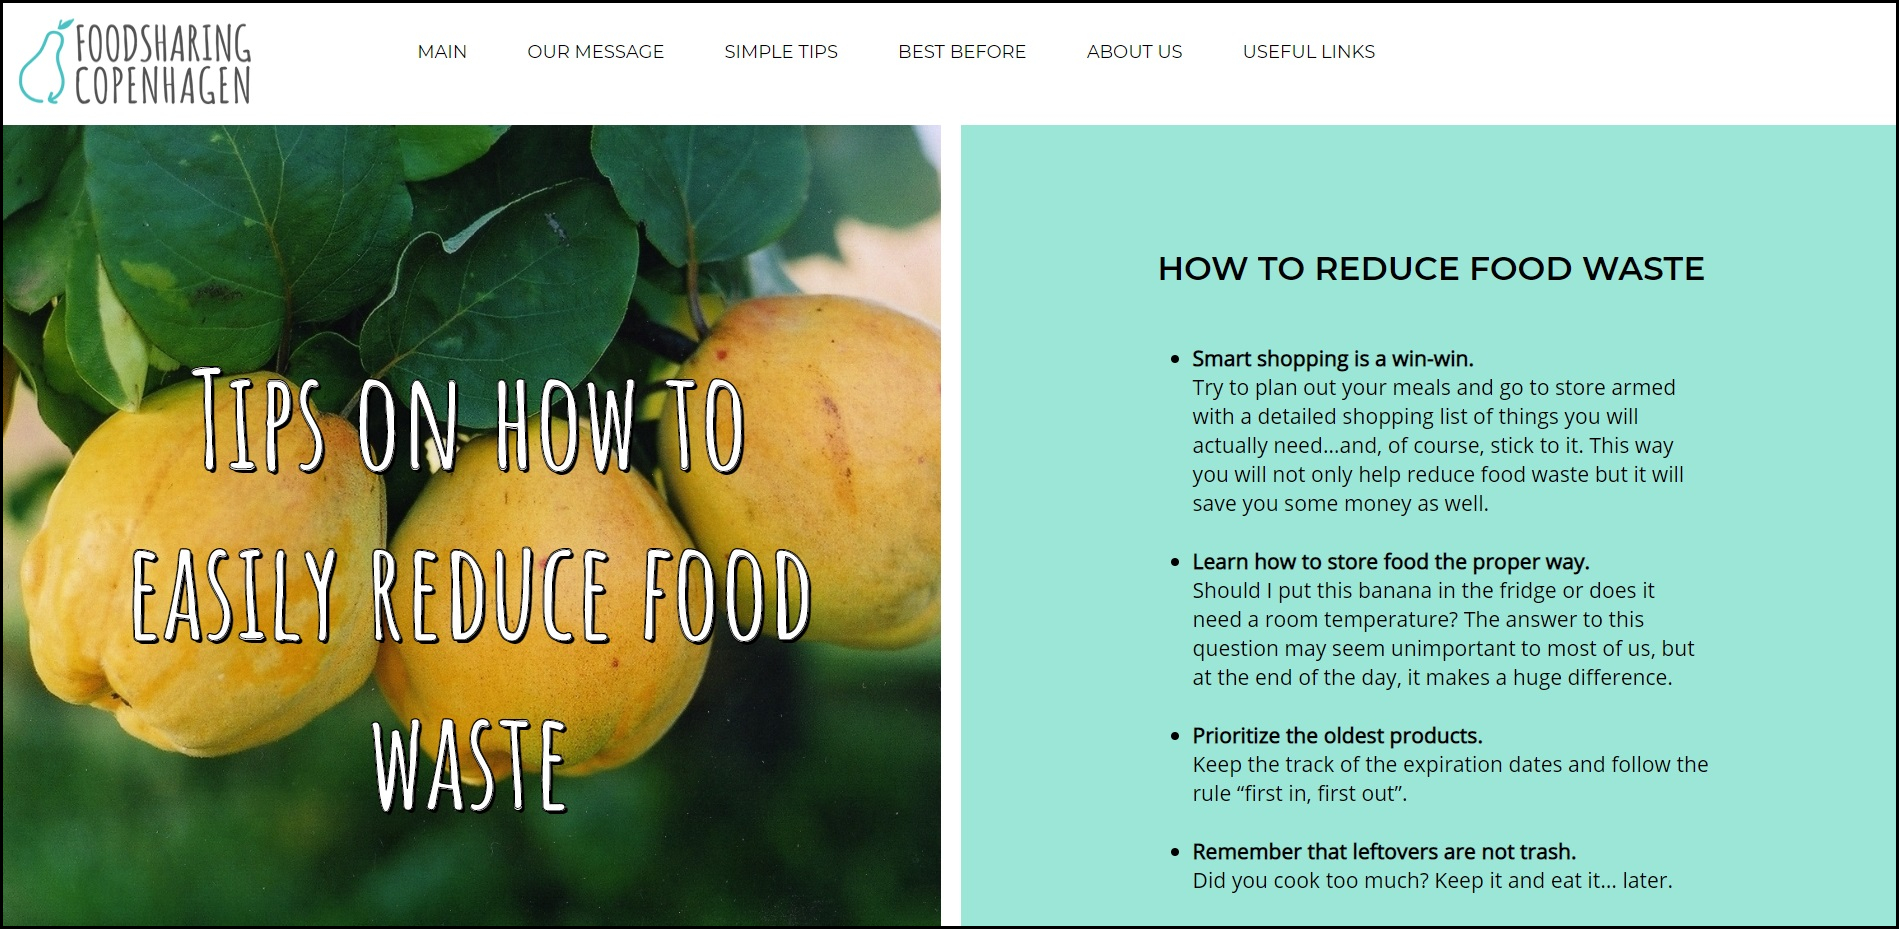 FOODSHARING
COPENHAGEN
MAIN
OUR MESSAGE
SIMPLE TIPS
BEST BEFORE
ABOUT US
USEFUL LINKS
Tips on how to
easily reduce food
waste
HOW TO REDUCE FOOD WASTE
• Smart shopping is a win-win.
Try to plan out your meals and go to store armed
with a detailed shopping list of things you will
actually need...and, of course, stick to it. This way
you will not only help reduce food waste but it will
save you some money as well.
• Learn how to store food the proper way.
Should I put this banana in the fridge or does it
need a room temperature? The answer to this
question may seem unimportant to most of us, but
at the end of the day, it makes a huge difference.
• Prioritize the oldest products.
Keep the track of the expiration dates and follow the
rule “first in, first out”.
• Remember that leftovers are not trash.
Did you cook too much? Keep it and eat it... later.